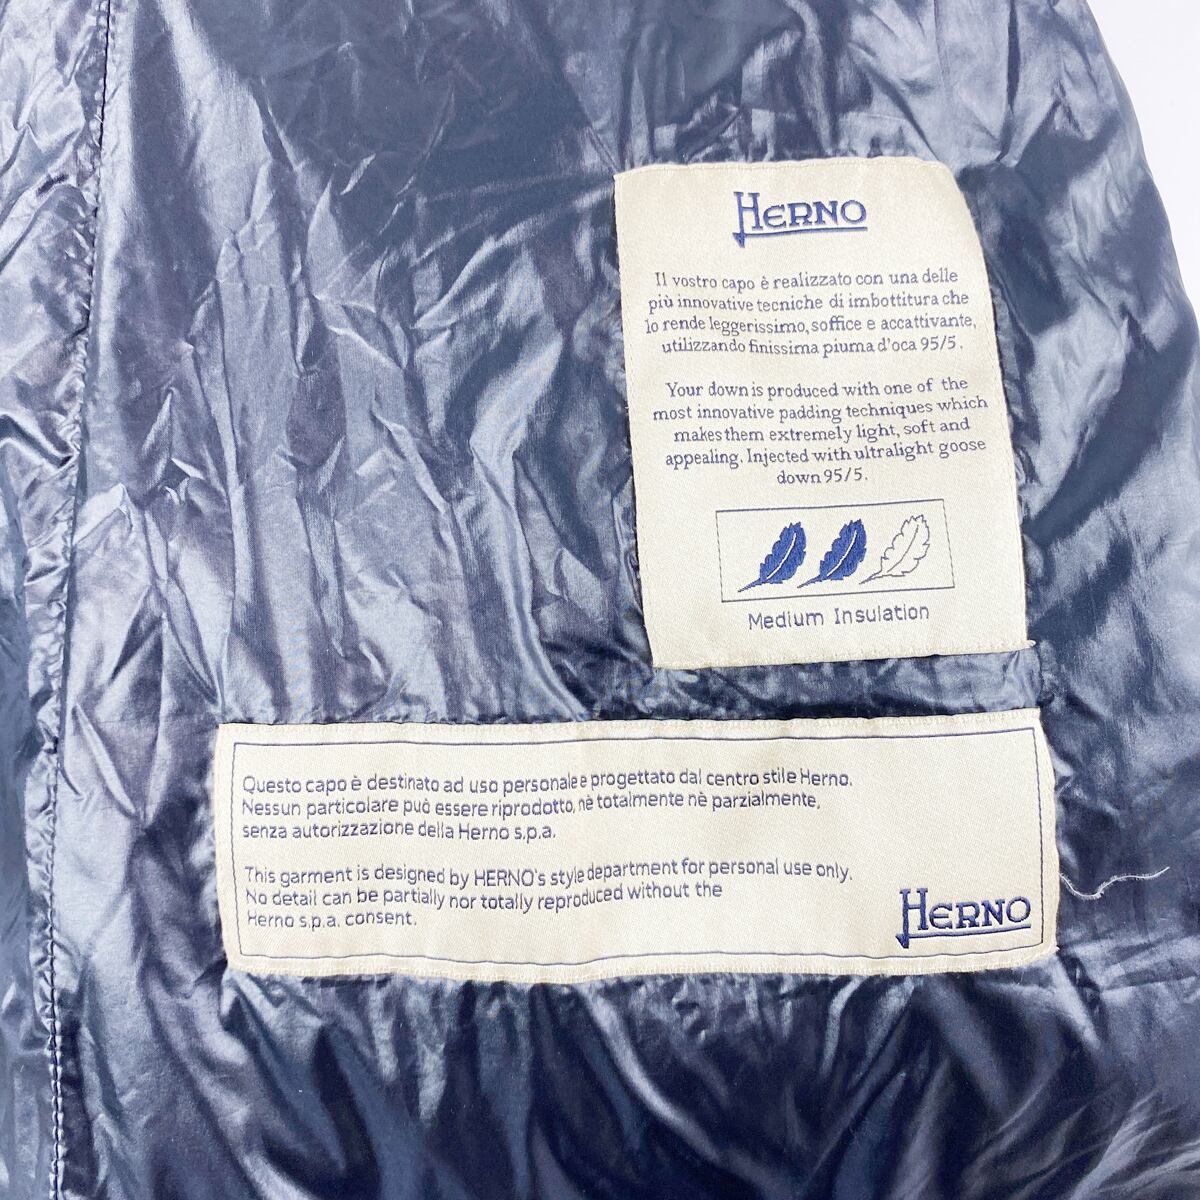 HERNO
Il vostro capo è realizzato con una delle
più innovative tecniche di imbottitura che
lo rende leggerissimo, soffice e accattivante,
utilizzando finissima piuma d'oca 95/5.
Your down is produced with one of the
most innovative padding techniques which
makes them extremely light, soft and
appealing. Injected with ultralight goose
down 95/5.
Medium Insulation
Questo capo è destinato ad uso personale e progettato dal centro stile Herno.
Nessun particolare può essere riprodotto, nè totalmente nè parzialmente,
senza autorizzazione della Herno s.p.a.
This garment is designed by HERNO's style department for personal use only.
No detail can be partially nor totally reproduced without the
Herno s.p.a. consent.
HERNO